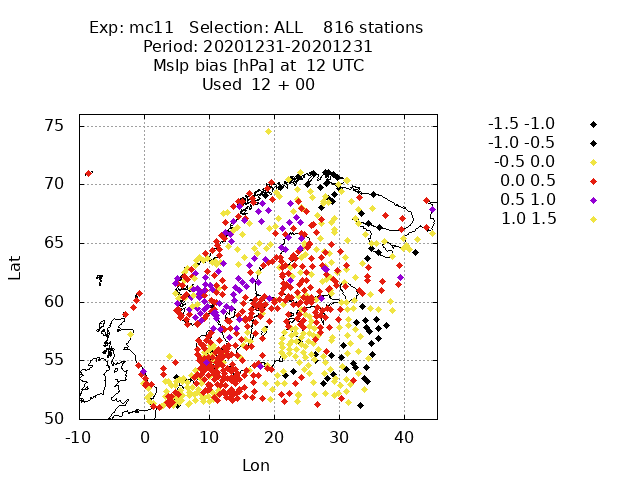 Exp: mc11 Selection: ALL 816 stations
Period: 20201231-20201231
Mslp bias [hPa] at 12 UTC
Used 12 + 00
-1.5 -1.0
-1.0 -0.5
-0.5 0.0
0.0 0.5
0.5 1.0
1.0 1.5
75
70
65
60
55
50
Lat
-10 0 10 20 30 40
Lon